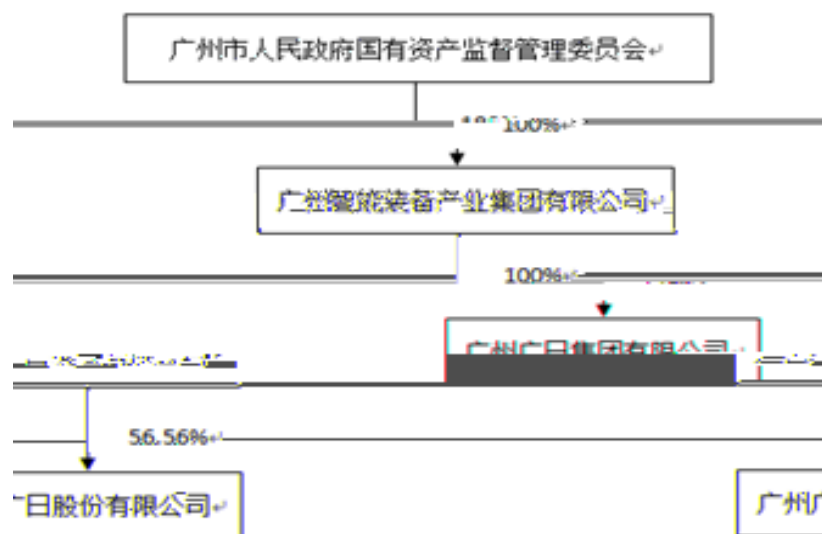 广州市人民政府国有资产监督管理委员会
100%
广州智能装备产业集团有限公司
100%
广州广日集团有限公司
56.56%
日股份有限公司
广州